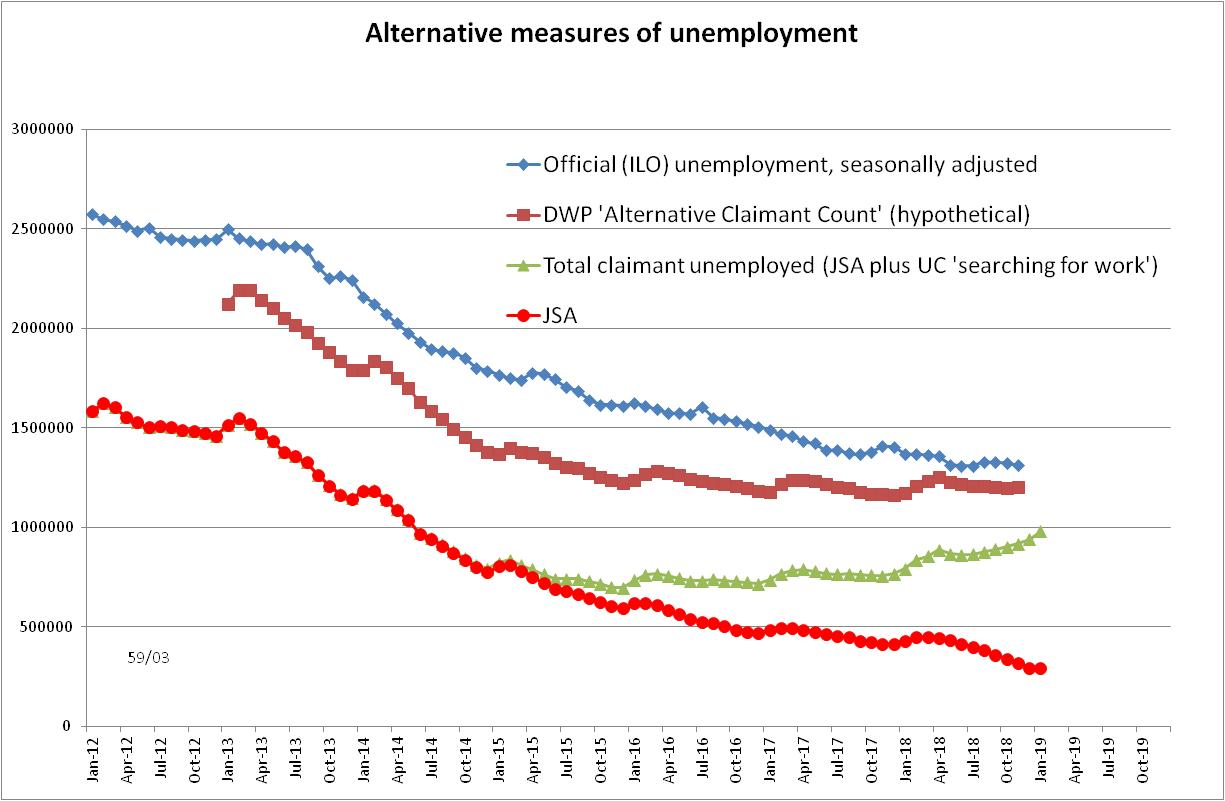 Alternative measures of unemployment
3000000
2500000
2000000
1500000
1000000
500000
0
Official (ILO) unemployment, seasonally adjusted
DWP 'Alternative Claimant Count' (hypothetical)
Total claimant unemployed (JSA plus UC 'searching for work')
JSA
59/03
Jan-12
Apr-12
Jul-12
Oct-12
Jan-13
Apr-13
Jul-13
Oct-13
Jan-14
Apr-14
Jul-14
Oct-14
Jan-15
Apr-15
Jul-15
Oct-15
Jan-16
Apr-16
Jul-16
Oct-16
Jan-17
Apr-17
Jul-17
Oct-17
Jan-18
Apr-18
Jul-18
Oct-18
Jan-19
Apr-19
Jul-19
Oct-19